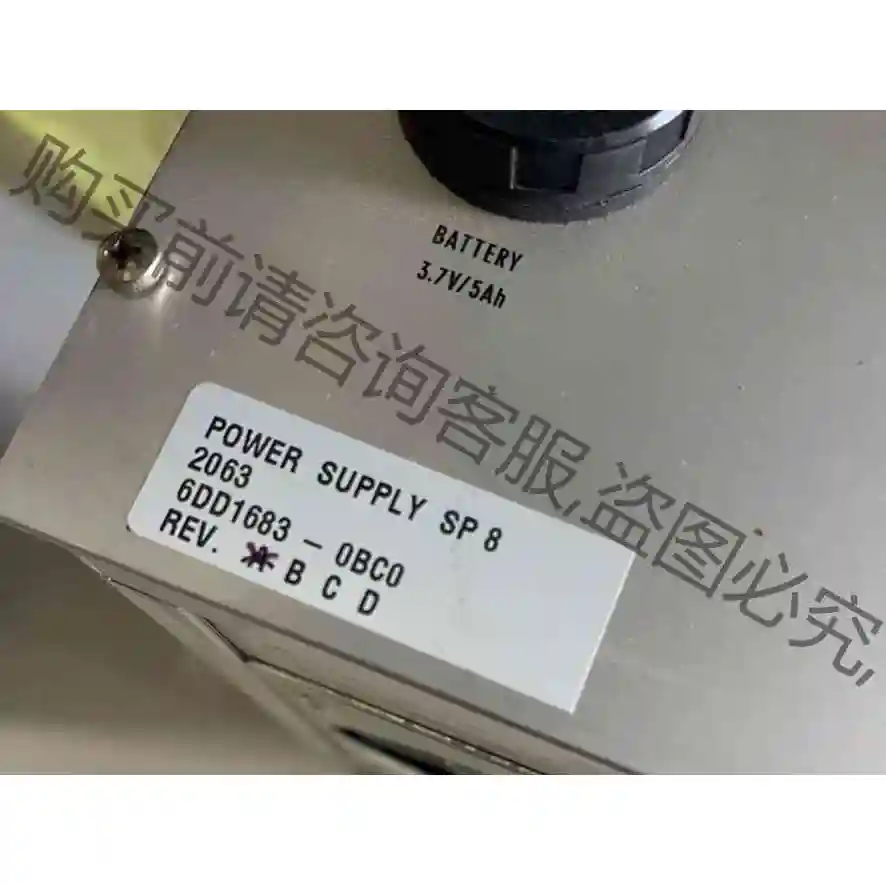 BATTERY
3.7V/5Ah
POWER SUPPLY SP 8
2063
6DD1683 - 0BC0
REV. A B C D
购买前请咨询客服,盗图必究,